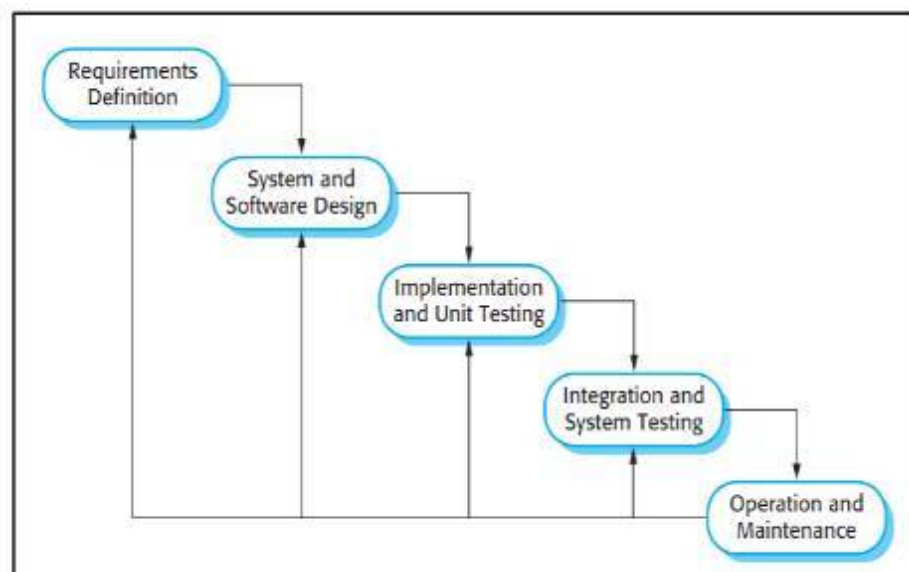 Requirements
Definition
System and
Software Design
Implementation
and Unit Testing
Integration and
System Testing
Operation and
Maintenance